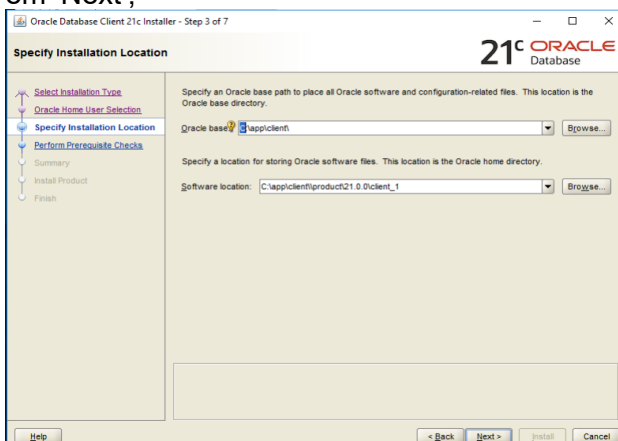 em "Next";
Oracle Database Client 21c Installer - Step 3 of 7
Specify Installation Location
21c ORACLE
Database
Select Installation Type
Oracle Home User Selection
Specify Installation Location
Perform Prerequisite Checks
Summary
Install Product
Finish
Specify an Oracle base path to place all Oracle software and configuration-related files. This location is the
Oracle base directory.
Oracle base
C:\app\client\
Browse...
Specify a location for storing Oracle software files. This location is the Oracle home directory.
Software location: C:\app\client\\product\21.0.0\client_1
Browse...
Help
< Back Next > Install Cancel